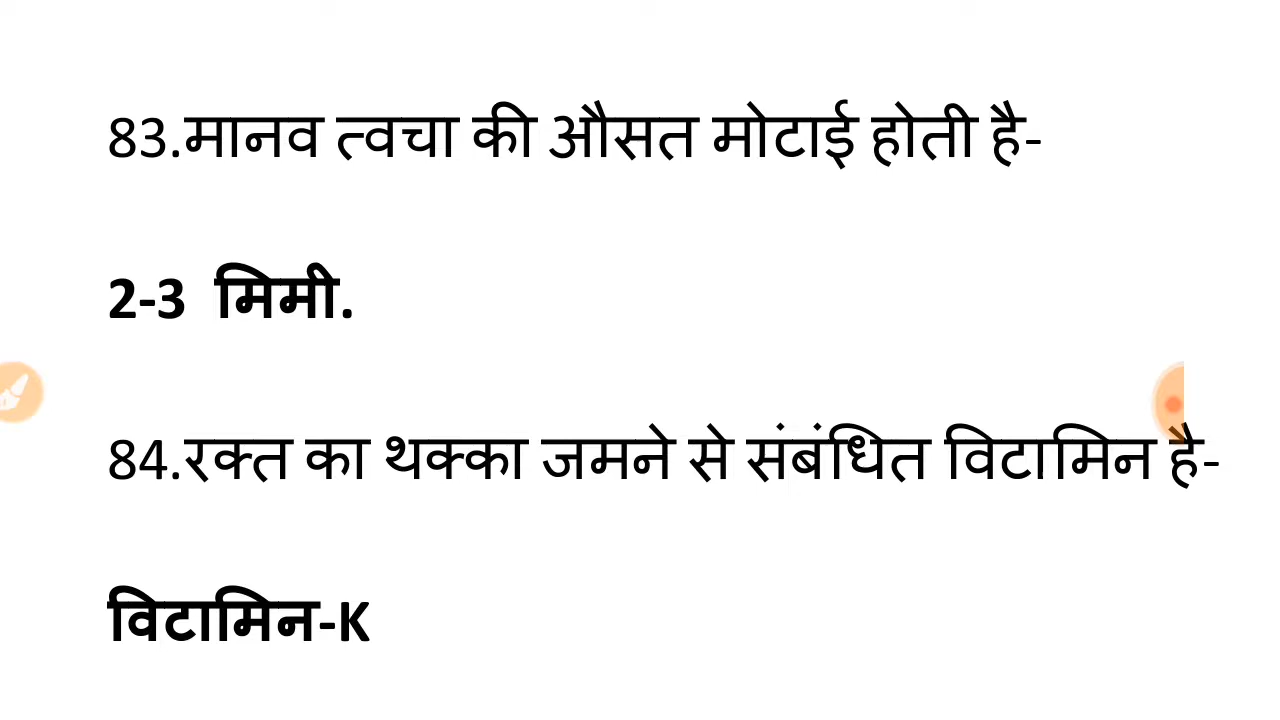 83.मानव त्वचा की औसत मोटाई होती है-
2-3 मिमी.
84.रक्त का थक्का जमने से संबंधित विटामिन है-
विटामिन-K